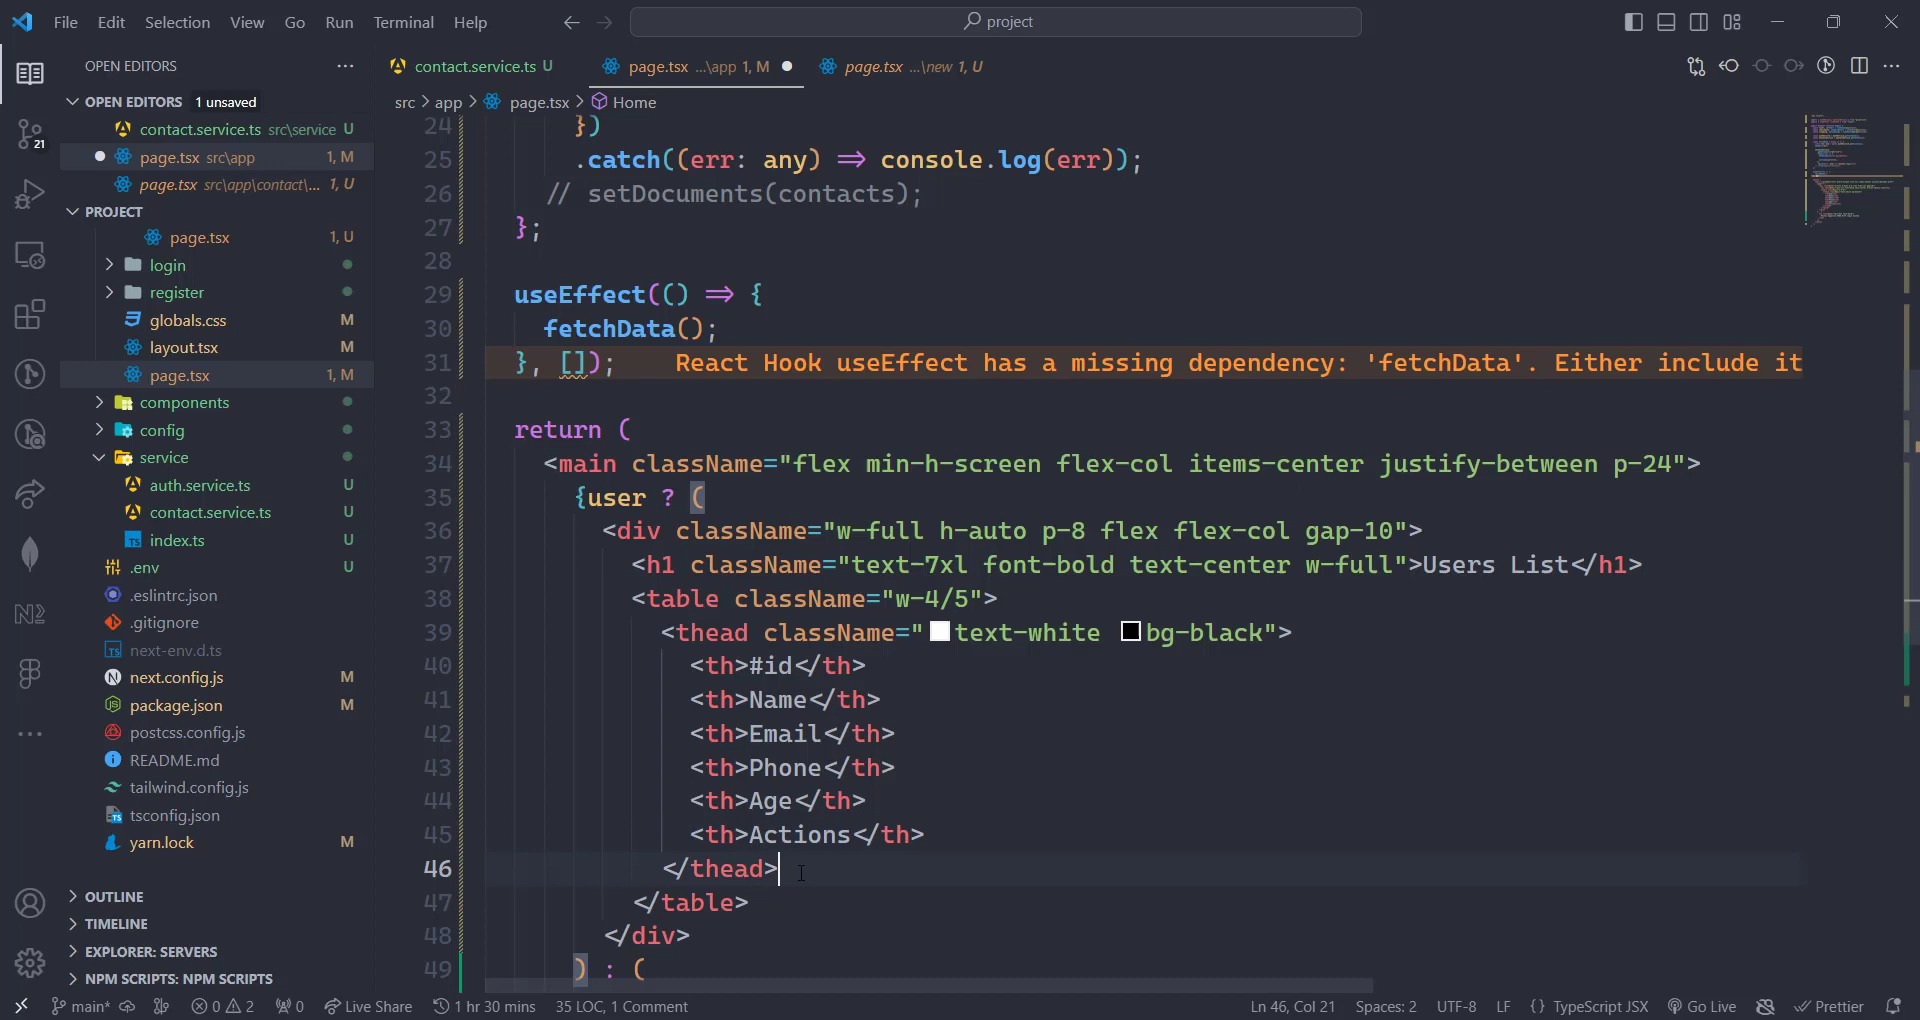 File Edit Selection View Go Run Terminal Help
project
OPEN EDITORS
OPEN EDITORS 1 unsaved
contact.service.ts src\service U
page.tsx src\app 1, M
page.tsx src\app\contact\... 1, U
PROJECT
page.tsx 1, U
login
register
globals.css M
layout.tsx M
page.tsx 1, M
components
config
service
auth.service.ts U
contact.service.ts U
index.ts U
.env U
.eslintrc.json
.gitignore
next-env.d.ts
next.config.js M
package.json M
postcss.config.js
README.md
tailwind.config.js
tsconfig.json
yarn.lock M
OUTLINE
TIMELINE
EXPLORER: SERVERS
NPM SCRIPTS: NPM SCRIPTS
21
contact.service.ts U page.tsx ...\app 1, M page.tsx ...\new 1, U
src > app > page.tsx > Home
24 })
25 .catch((err: any) => console.log(err));
26 // setDocuments(contacts);
27 };
28
29 useEffect(() => {
30 fetchData();
31 }, []); React Hook useEffect has a missing dependency: 'fetchData'. Either include it
32
33 return (
34 <main className="flex min-h-screen flex-col items-center justify-between p-24">
35 {user ? (
36 <div className="w-full h-auto p-8 flex flex-col gap-10">
37 <h1 className="text-7xl font-bold text-center w-full">Users List</h1>
38 <table className="w-4/5">
39 <thead className="text-white bg-black">
40 <th>#id</th>
41 <th>Name</th>
42 <th>Email</th>
43 <th>Phone</th>
44 <th>Age</th>
45 <th>Actions</th>
46 </thead>
47 </table>
48 </div>
49 ) : (
main* 0 2 0 Live Share 1 hr 30 mins 35 LOC, 1 Comment Ln 46, Col 21 Spaces: 2 UTF-8 LF {} TypeScript JSX Go Live Prettier